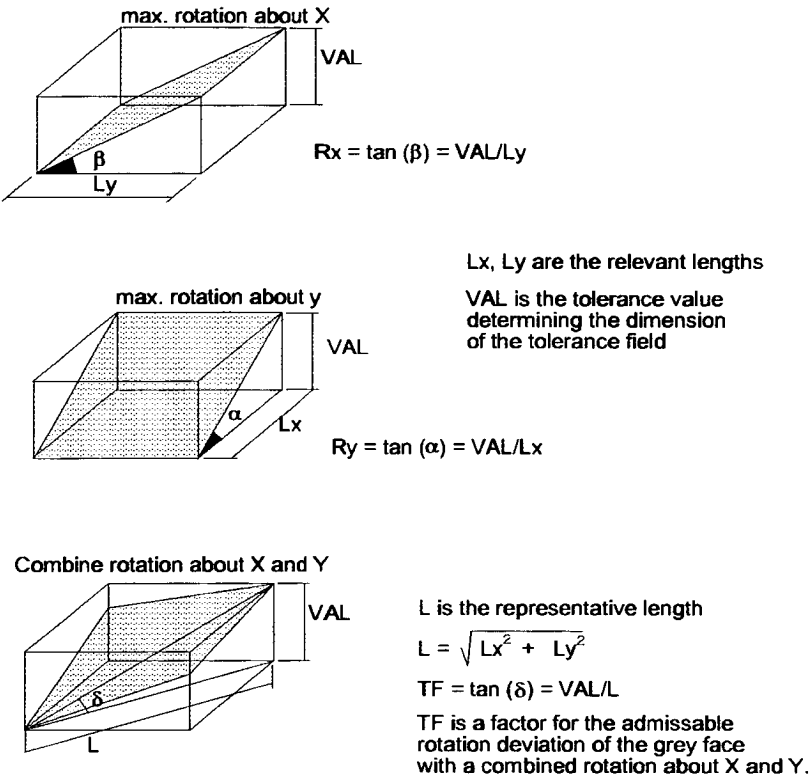 max. rotation about X
VAL
β
Ly
Rx = tan (β) = VAL/Ly
Lx, Ly are the relevant lengths
VAL is the tolerance value
determining the dimension
of the tolerance field
max. rotation about y
VAL
α
Lx
Ry = tan (α) = VAL/Lx
Combine rotation about X and Y
VAL
δ
L
L is the representative length
L = √(Lx² + Ly²)
TF = tan (δ) = VAL/L
TF is a factor for the admissable
rotation deviation of the grey face
with a combined rotation about X and Y.